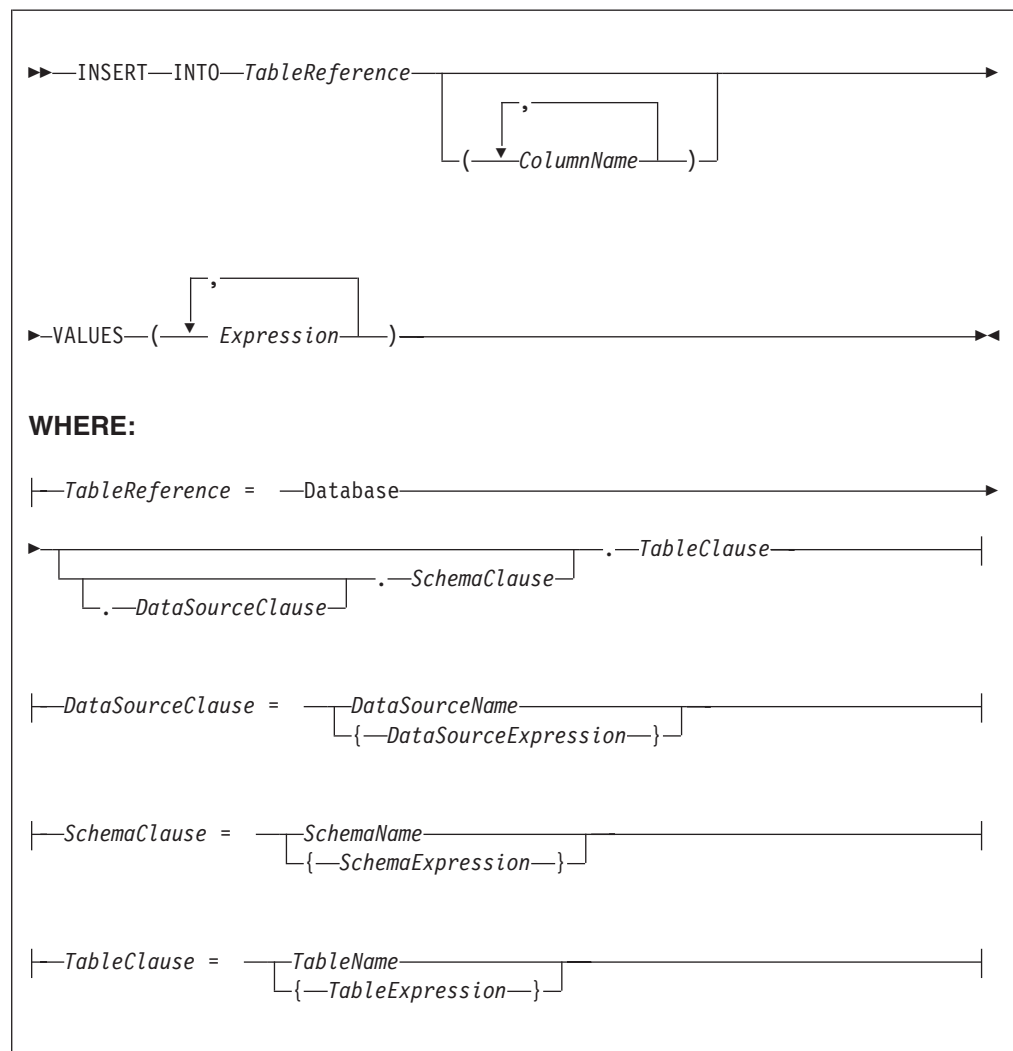 INSERT INTO TableReference
,
( ColumnName )
,
VALUES ( Expression )
WHERE:
TableReference = Database
. TableClause
. SchemaClause
. DataSourceClause
DataSourceClause = DataSourceName
{ DataSourceExpression }
SchemaClause = SchemaName
{ SchemaExpression }
TableClause = TableName
{ TableExpression }